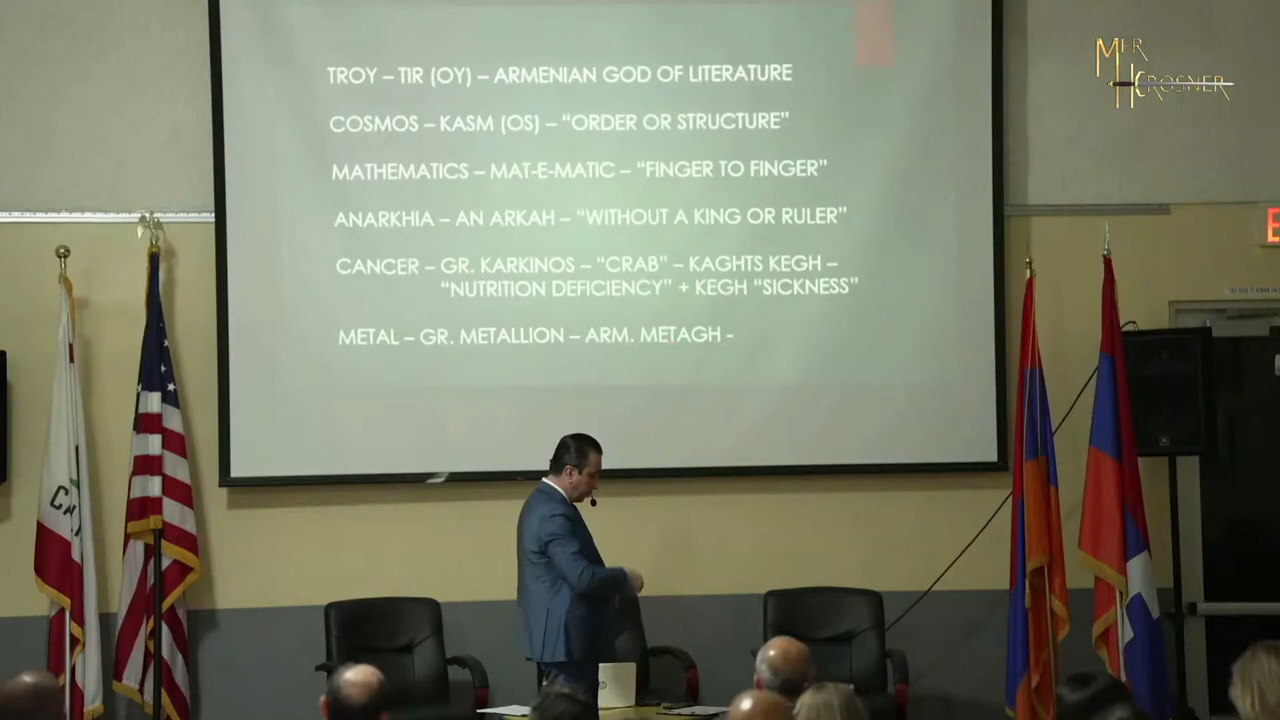 TROY – TIR (OY) – ARMENIAN GOD OF LITERATURE
COSMOS – KASM (OS) – “ORDER OR STRUCTURE”
MATHEMATICS – MAT-E-MATIC – “FINGER TO FINGER”
ANARKHIA – AN ARKAH – “WITHOUT A KING OR RULER”
CANCER – GR. KARKINOS – “CRAB” – KAGHTS KEGH –
“NUTRITION DEFICIENCY” + KEGH “SICKNESS”
METAL – GR. METALLION – ARM. METAGH -
MER
HEROSNER